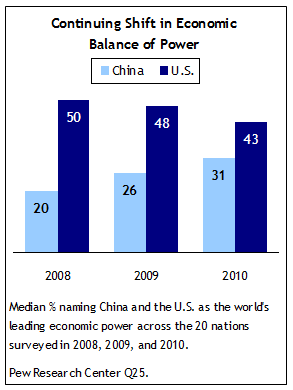 Continuing Shift in Economic
Balance of Power
China U.S.
50
48
43
20
26
31
2008 2009 2010
Median % naming China and the U.S. as the world's
leading economic power across the 20 nations
surveyed in 2008, 2009, and 2010.
Pew Research Center Q25.